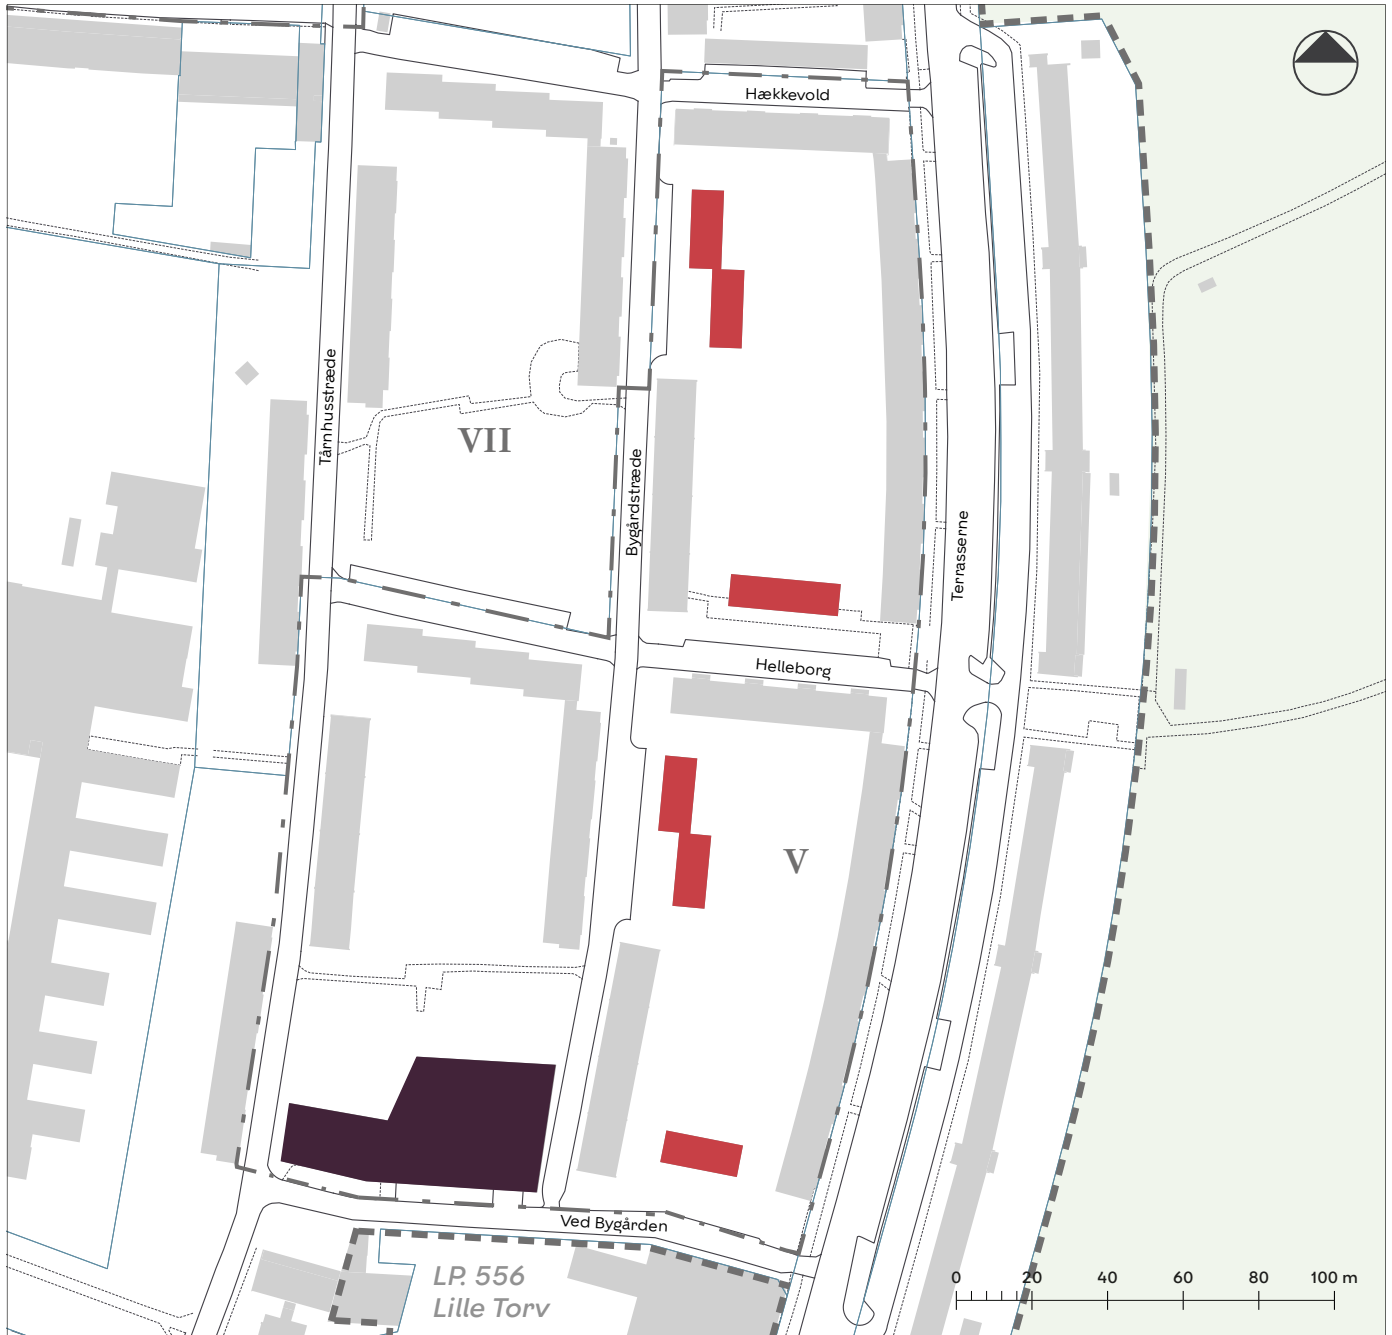 Hækkevold
Tårnhusstræde
VII
Bygårdstræde
Terrasserne
Helleborg
V
Ved Bygården
LP. 556
Lille Torv
0 20 40 60 80 100 m